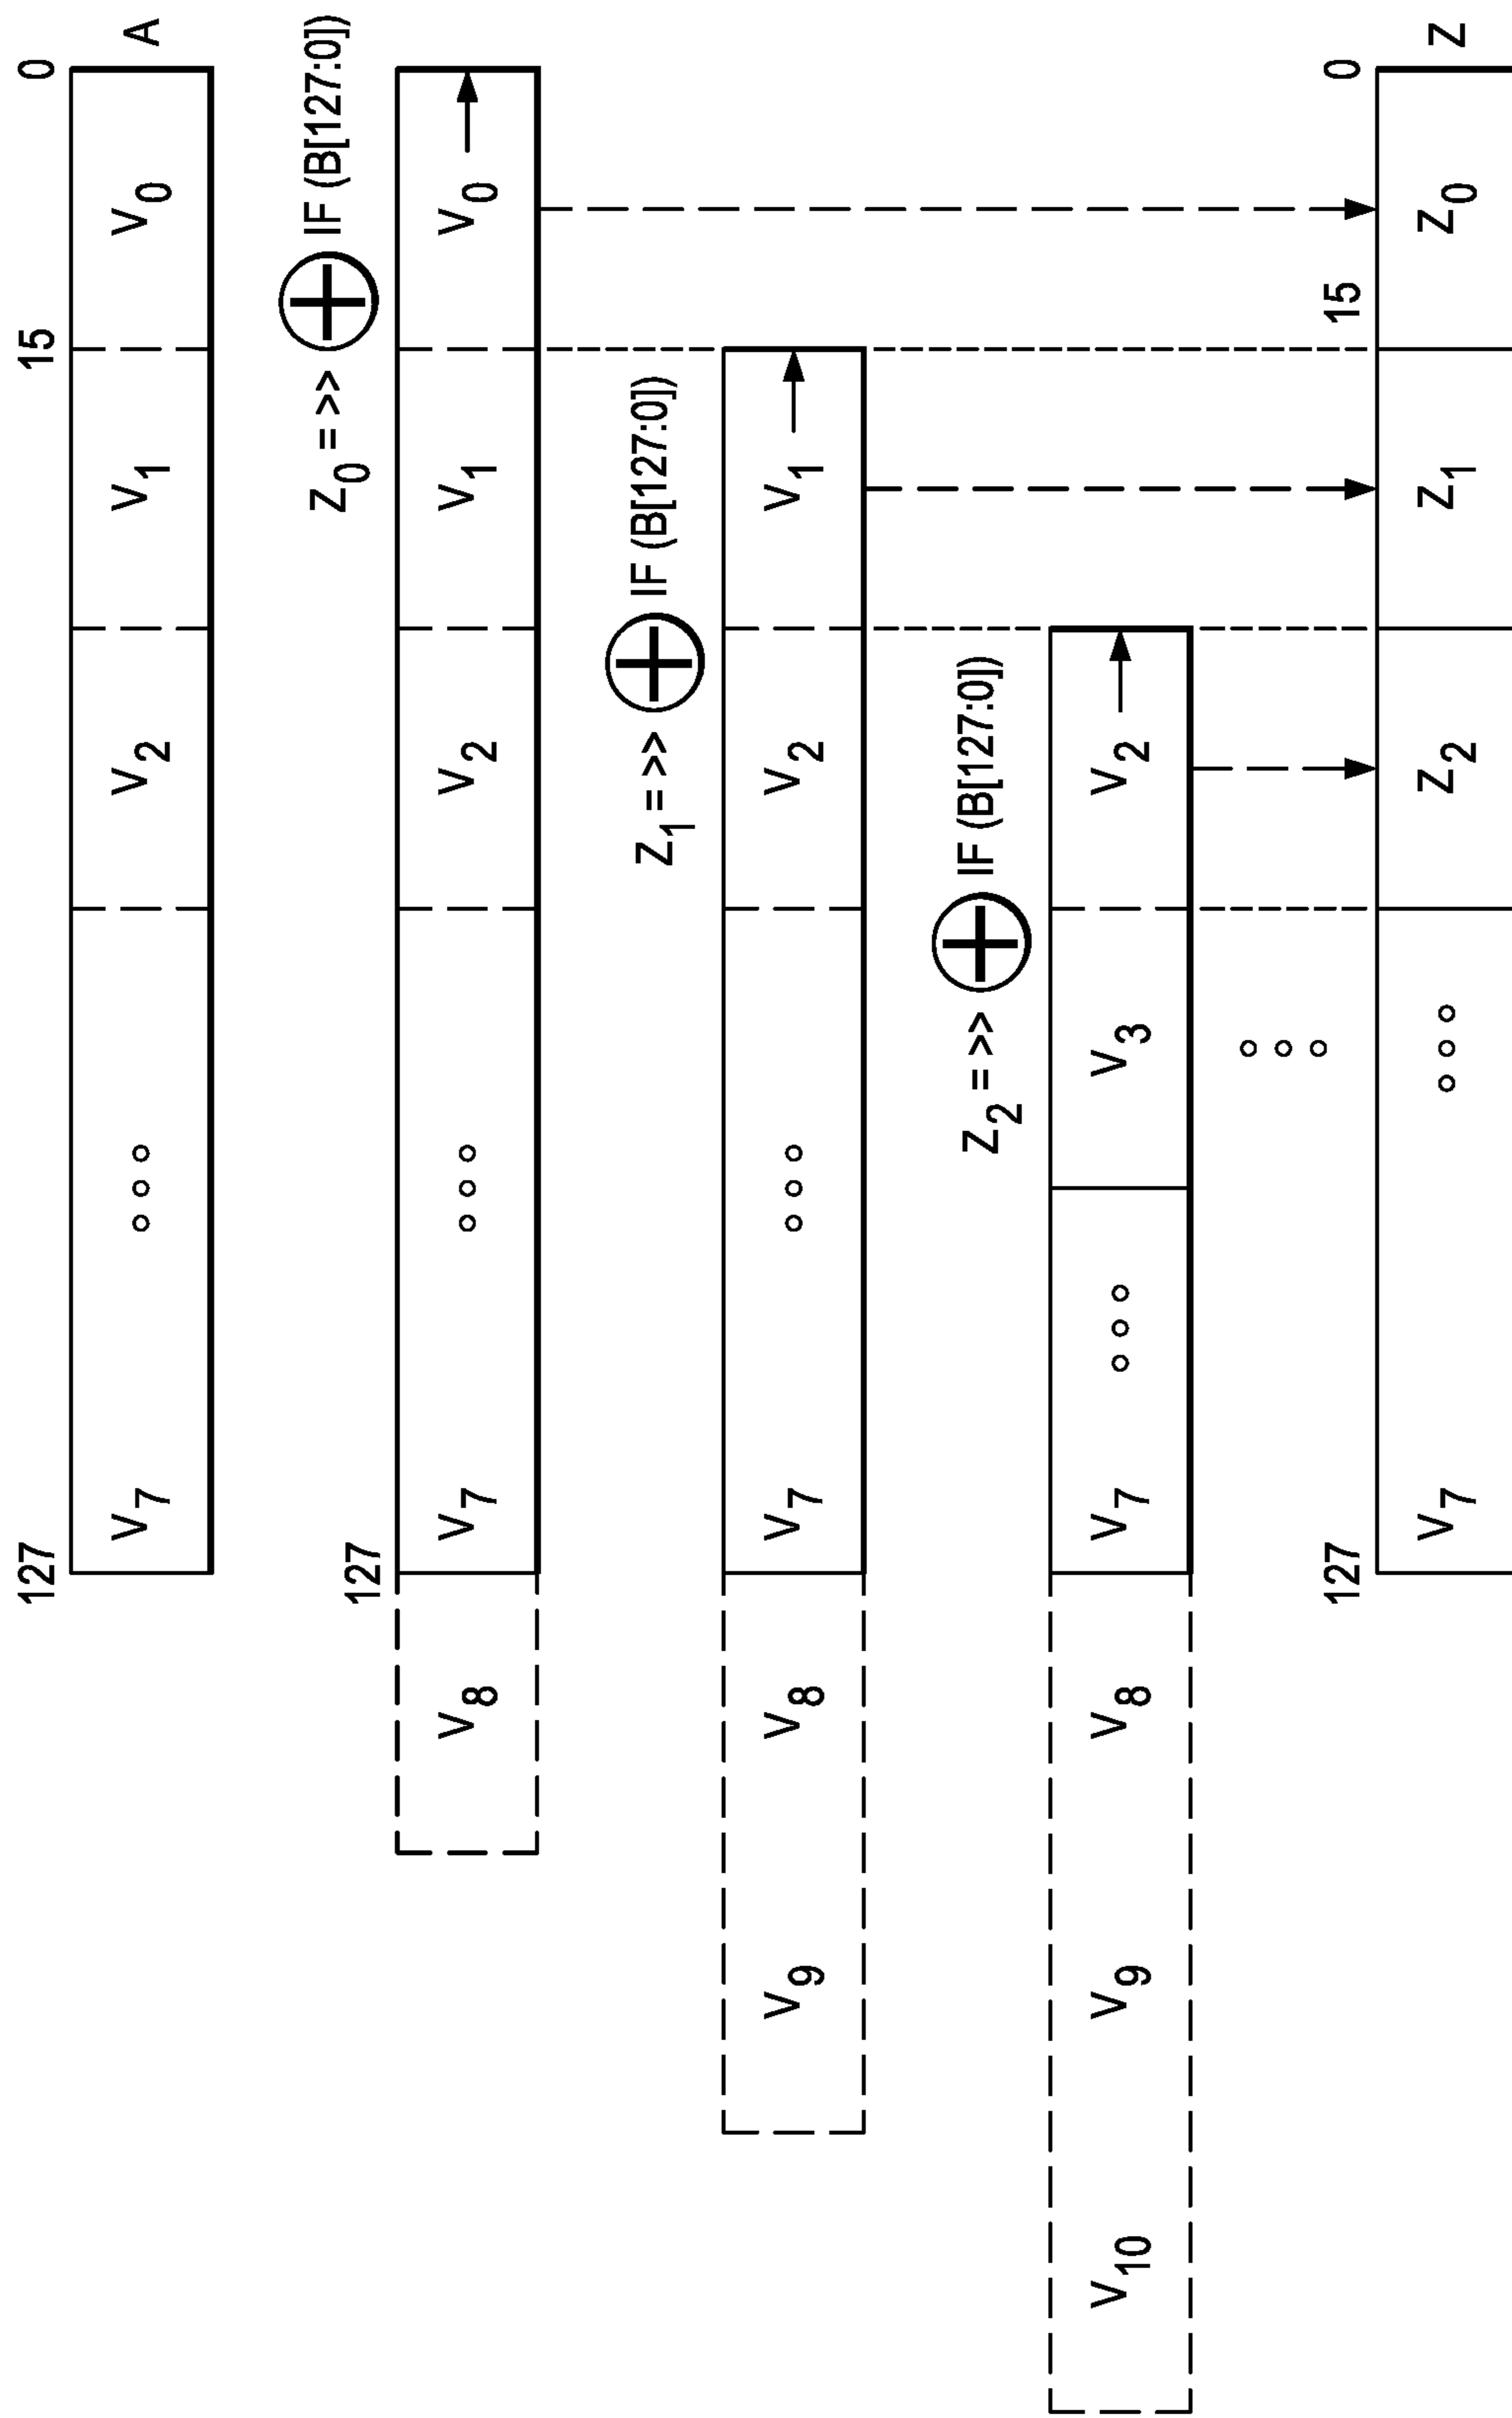 127 15 0
V7 V2 V1 V0 A
127 Z0 = >> ⊕ IF (B[127:0])
V8 V7 V2 V1 V0
Z1 = >> ⊕ IF (B[127:0])
V9 V8 V7 V2 V1
Z2 = >> ⊕ IF (B[127:0])
V10 V9 V8 V7 V3 V2
127 15 0
V7 Z2 Z1 Z0 Z